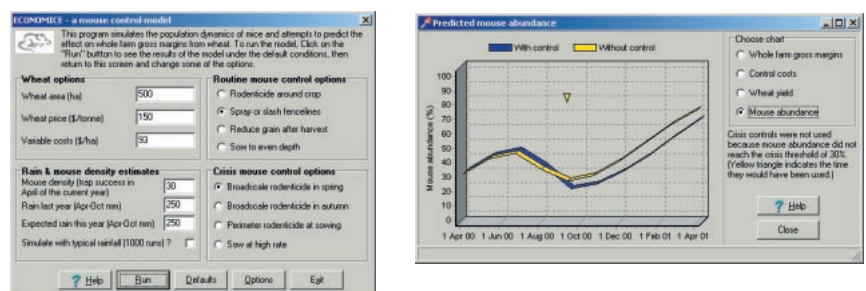 ECONOMICE - a mouse control model
This program simulates the population dynamics of mice and attempts to predict the
effect on whole farm gross margins from wheat. To run the model, Click on the
"Run" buttton to see the results of the model under the default conditions, then
return to this screen and change some of the options.
Wheat options
Wheat area (ha) 500
Wheat price ($/tonne) 150
Variable costs ($/ha) 93
Routine mouse control options
Rodenticide around crop
Spray or slash fencelines
Reduce grain after harvest
Sow to even depth
Rain & mouse density estimates
Mouse density (trap success in
April of the current year) 30
Rain last year (Apr-Oct mm) 250
Expected rain this year (Apr-Oct mm) 250
Simulate with typical rainfall (1000 runs) ?
Crisis mouse control options
Broadscale rodenticide in spring
Broadscale rodenticide in autumn
Perimeter rodenticide at sowing
Sow at high rate
? Help
Run
Defaults
Options
Exit
Predicted mouse abundance
With control
Without control
Mouse abundance (%)
100
90
80
70
60
50
40
30
20
10
0
1 Apr 00 1 Jun 00 1 Aug 00 1 Oct 00 1 Dec 00 1 Feb 01 1 Apr 01
Choose chart
Whole farm gross margins
Control costs
Wheat yield
Mouse abundance
Crisis controls were not used
because mouse abundance did not
reach the crisis threshold of 30%.
(Yellow triangle indicates the time
they would have been used.)
? Help
Close